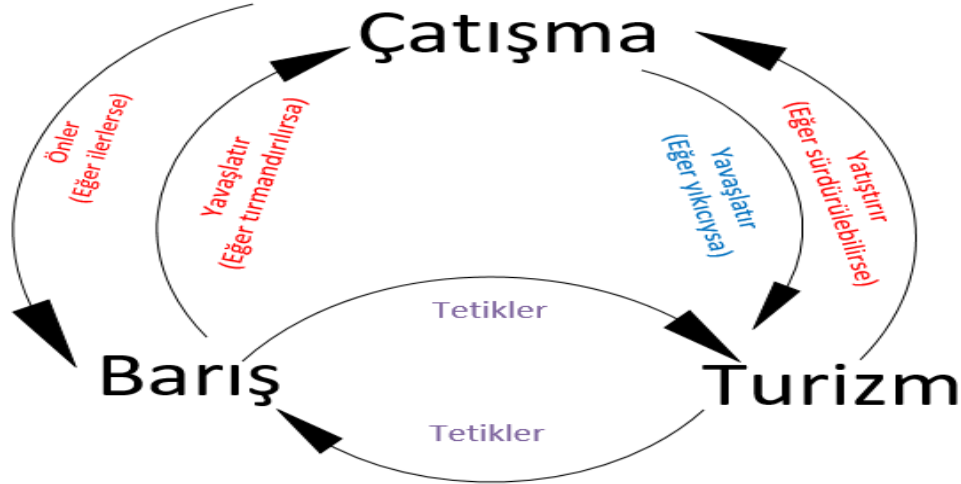 Çatışma
Önler
(Eğer ilerlerse)
Yavaşlatır
(Eğer tırmandırılırsa)
Yavaşlatır
(Eğer yıkıcıysa)
Yatıştırır
(Eğer sürdürülebilirse)
Tetikler
Barış
Turizm
Tetikler